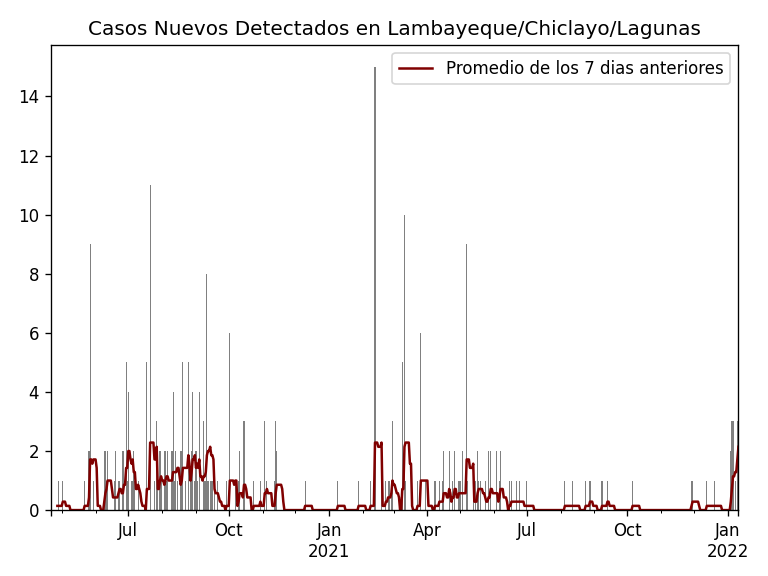 Casos Nuevos Detectados en Lambayeque/Chiclayo/Lagunas
Promedio de los 7 dias anteriores
14
12
10
8
6
4
2
0
Jul
Oct
Jan
2021
Apr
Jul
Oct
Jan
2022